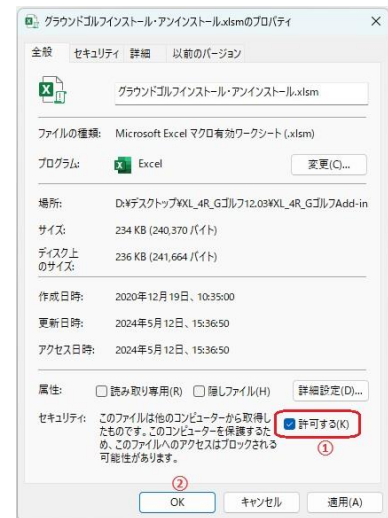 グラウンドゴルフインストール・アンインストール.xlsmのプロパティ
全般 セキュリティ 詳細 以前のバージョン
グラウンドゴルフインストール・アンインストール.xlsm
ファイルの種類: Microsoft Excel マクロ有効ワークシート (.xlsm)
プログラム: Excel 変更(C)...
場所: D:¥デスクトップ¥XL_4R_Gゴルフ12.03¥XL_4R_GゴルフAdd-in
サイズ: 234 KB (240,370 バイト)
ディスク上
のサイズ: 236 KB (241,664 バイト)
作成日時: 2020年12月19日、10:35:00
更新日時: 2024年5月12日、15:36:50
アクセス日時: 2024年5月12日、15:36:50
属性: 読み取り専用(R) 隠しファイル(H) 詳細設定(D)...
セキュリティ: このファイルは他のコンピューターから取得し
たものです。このコンピューターを保護するた
め、このファイルへのアクセスはブロックされる
可能性があります。
許可する(K)
①
②
OK キャンセル 適用(A)